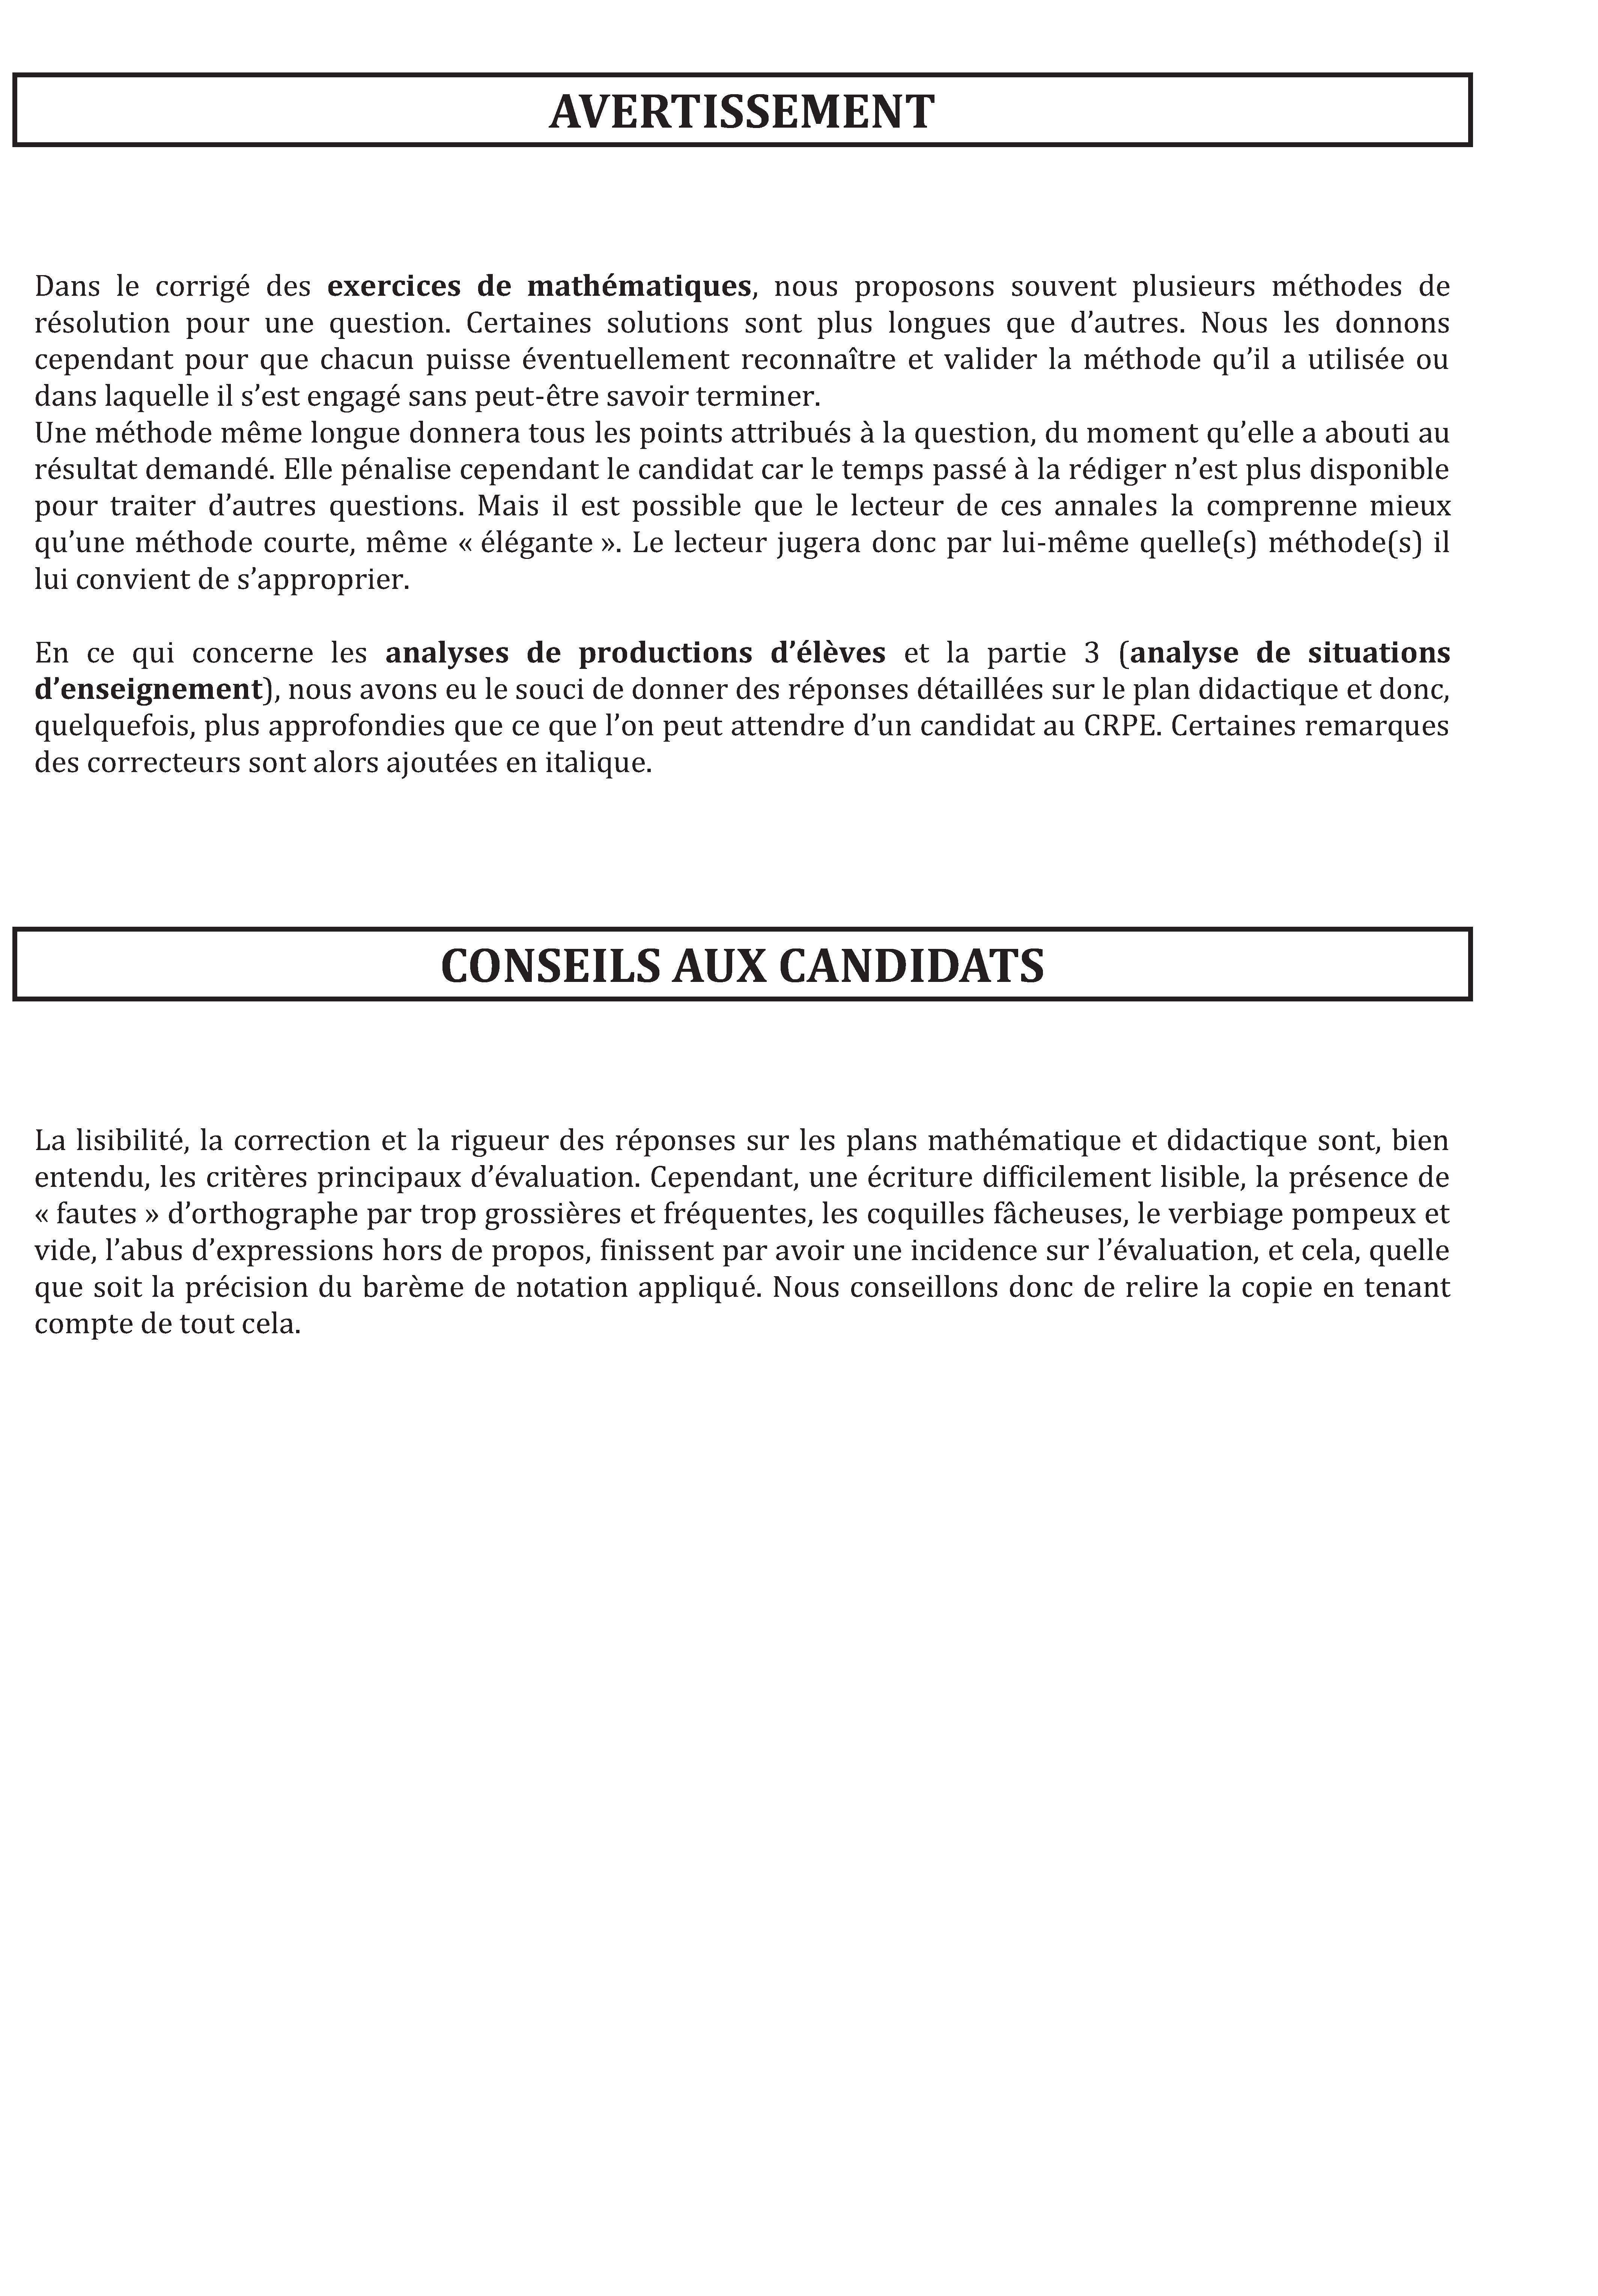 AVERTISSEMENT
Dans le corrigé des exercices de mathématiques, nous proposons souvent plusieurs méthodes de
résolution pour une question. Certaines solutions sont plus longues que d’autres. Nous les donnons
cependant pour que chacun puisse éventuellement reconnaître et valider la méthode qu’il a utilisée ou
dans laquelle il s’est engagé sans peut-être savoir terminer.
Une méthode même longue donnera tous les points attribués à la question, du moment qu’elle a abouti au
résultat demandé. Elle pénalise cependant le candidat car le temps passé à la rédiger n’est plus disponible
pour traiter d’autres questions. Mais il est possible que le lecteur de ces annales la comprenne mieux
qu’une méthode courte, même « élégante ». Le lecteur jugera donc par lui-même quelle(s) méthode(s) il
lui convient de s’approprier.
En ce qui concerne les analyses de productions d’élèves et la partie 3 (analyse de situations
d’enseignement), nous avons eu le souci de donner des réponses détaillées sur le plan didactique et donc,
quelquefois, plus approfondies que ce que l’on peut attendre d’un candidat au CRPE. Certaines remarques
des correcteurs sont alors ajoutées en italique.
CONSEILS AUX CANDIDATS
La lisibilité, la correction et la rigueur des réponses sur les plans mathématique et didactique sont, bien
entendu, les critères principaux d’évaluation. Cependant, une écriture difficilement lisible, la présence de
« fautes » d’orthographe par trop grossières et fréquentes, les coquilles fâcheuses, le verbiage pompeux et
vide, l’abus d’expressions hors de propos, finissent par avoir une incidence sur l’évaluation, et cela, quelle
que soit la précision du barème de notation appliqué. Nous conseillons donc de relire la copie en tenant
compte de tout cela.